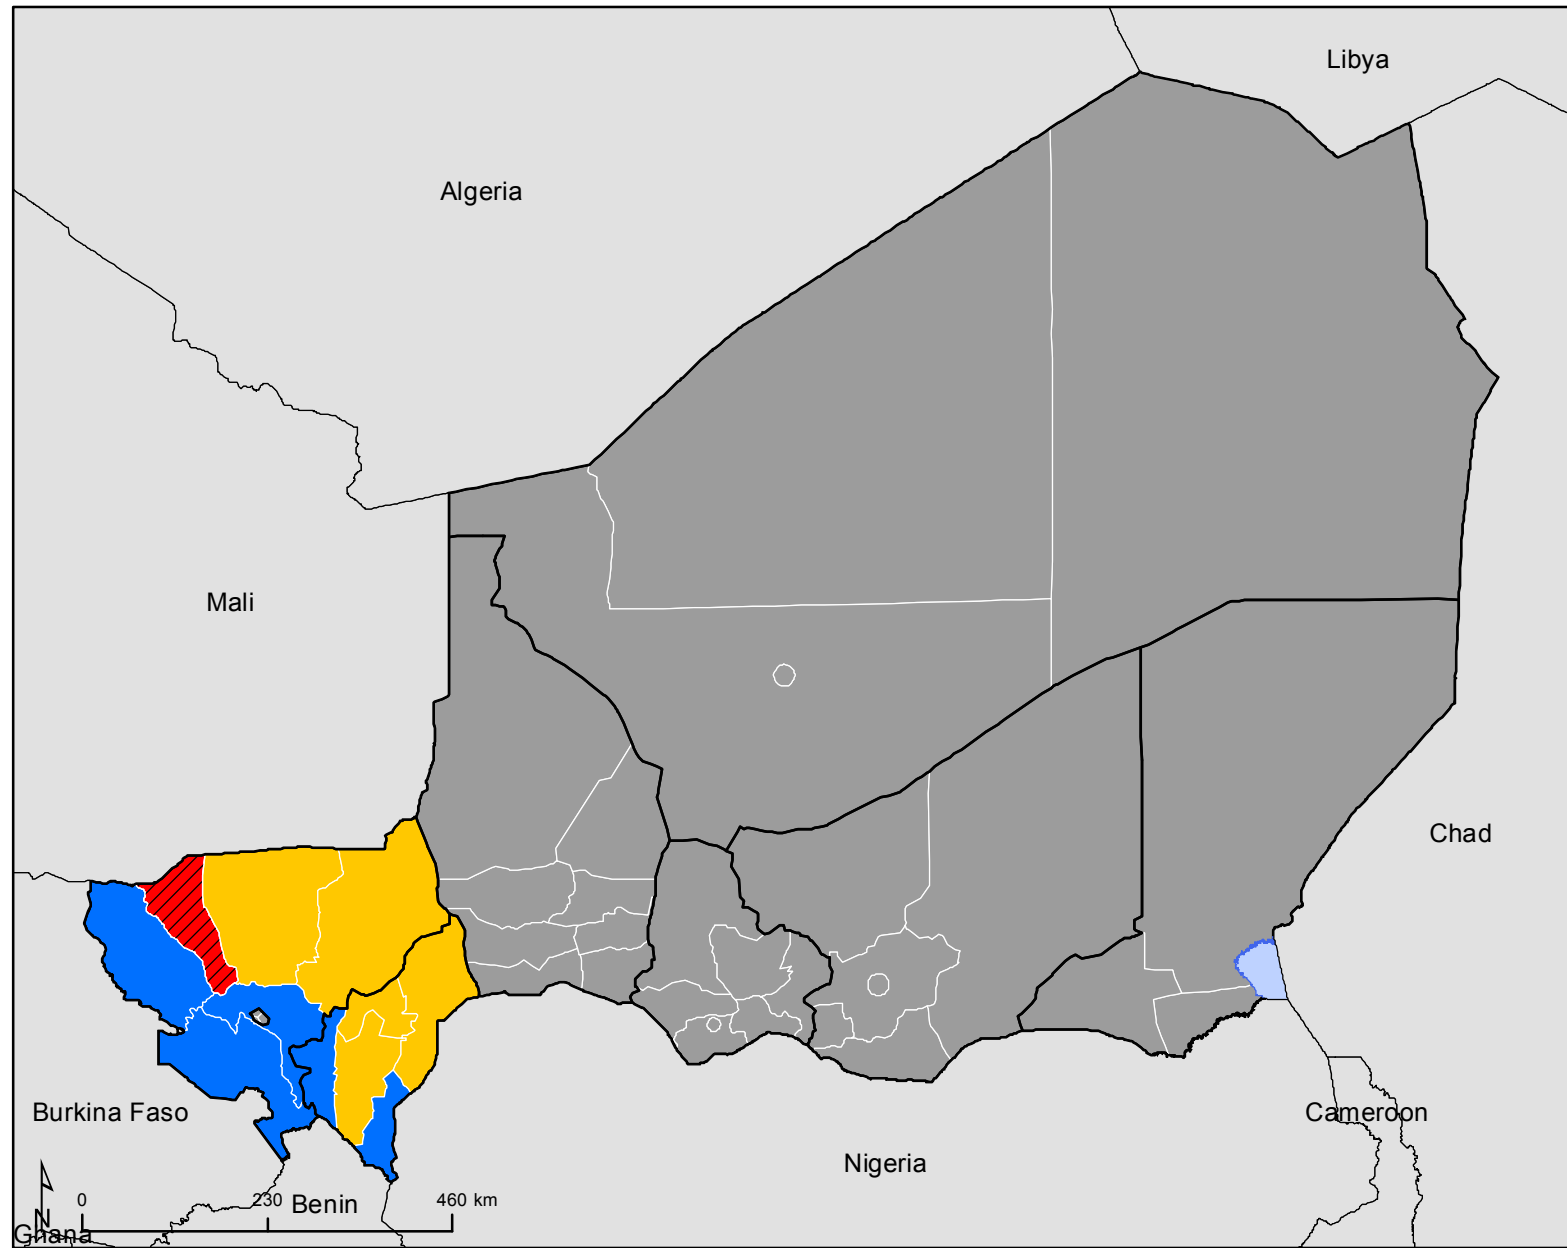 Libya
Algeria
Mali
Chad
Burkina Faso
Cameroon
Nigeria
N
0 230 460 km
Benin
Ghana